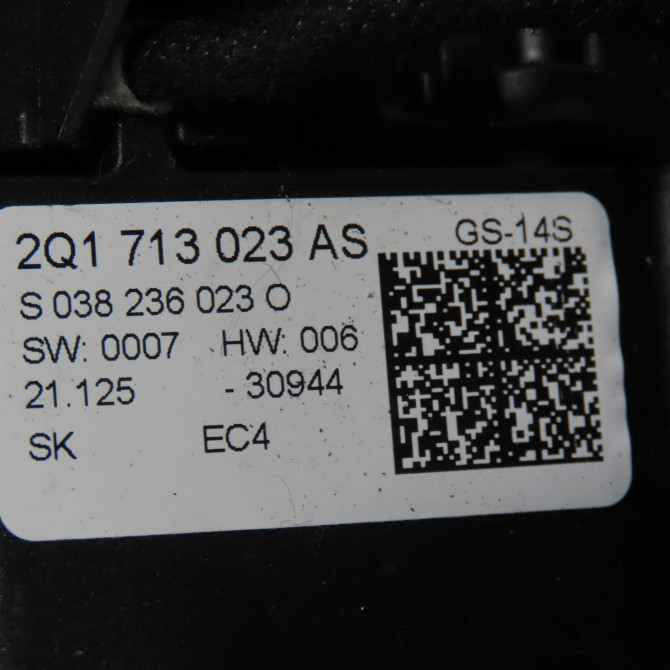 2Q1 713 023 AS GS-14S
S 038 236 023 O
SW: 0007 HW: 006
21.125 - 30944
SK EC4